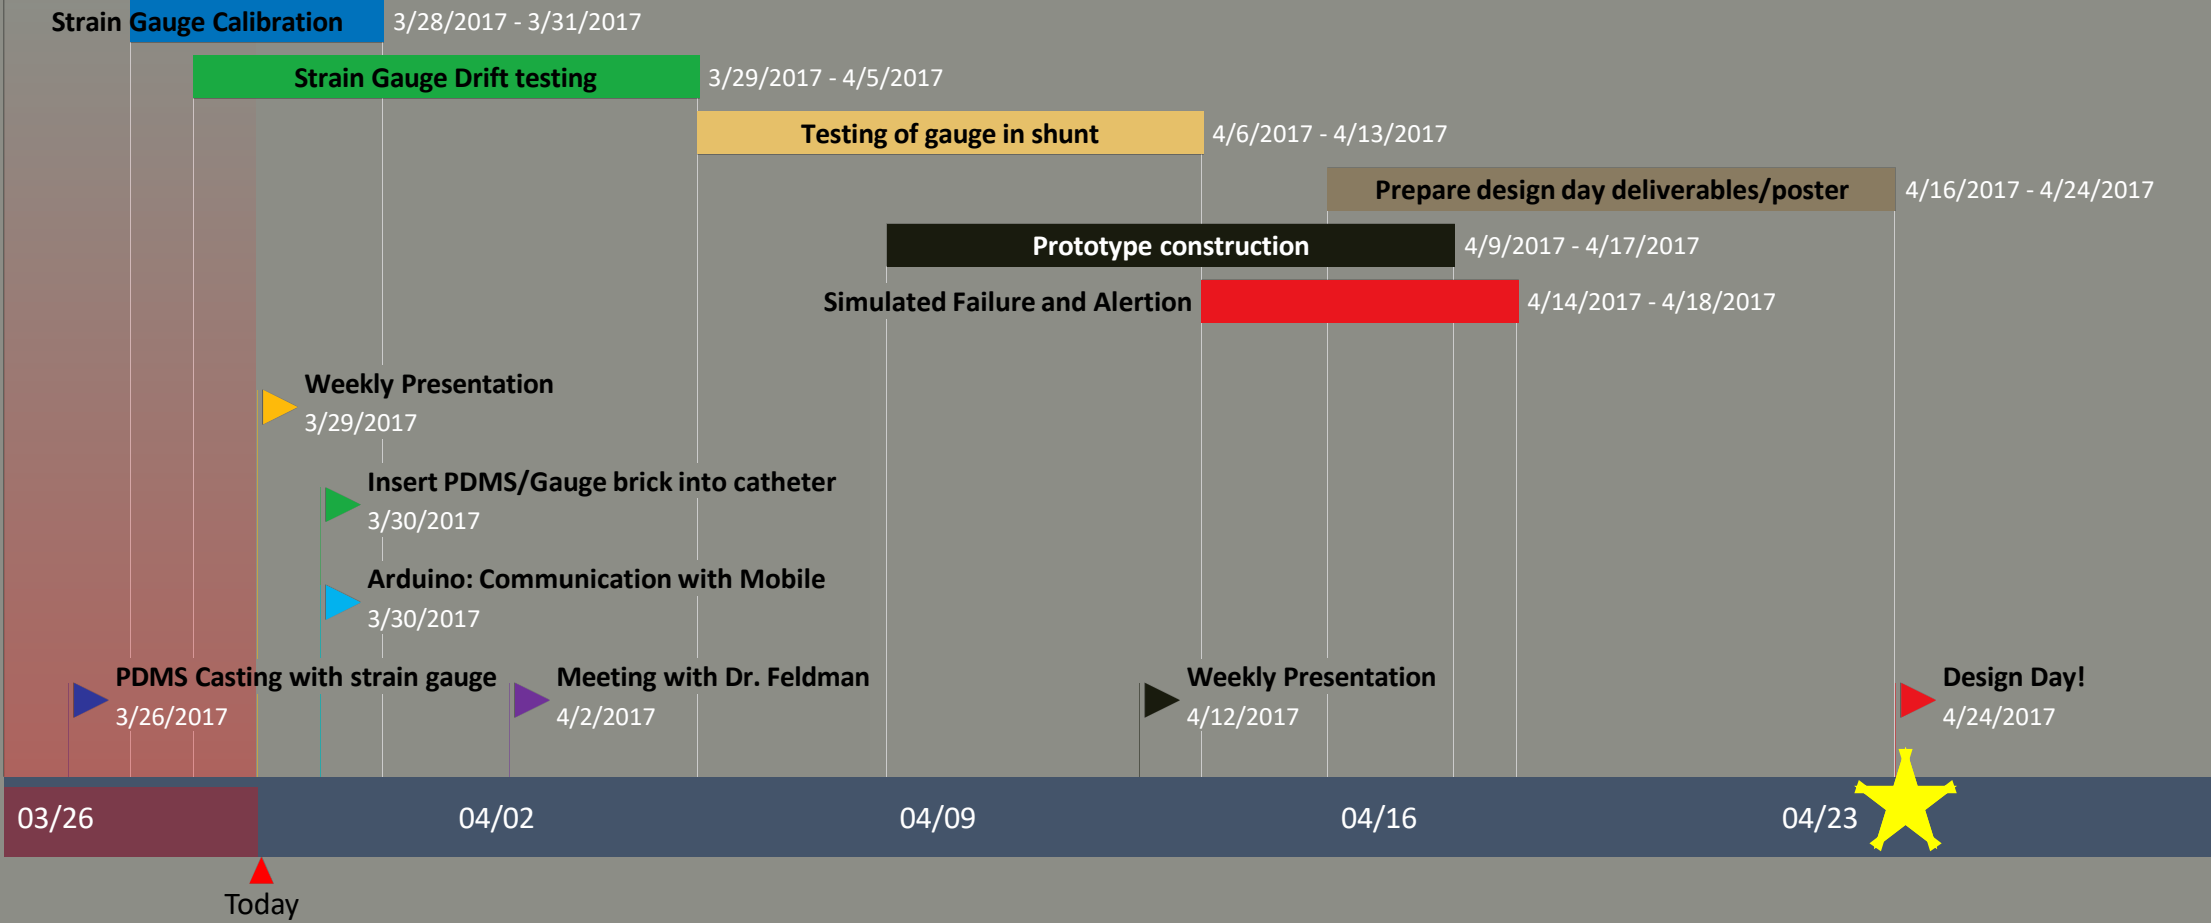 Strain Gauge Calibration 3/28/2017 - 3/31/2017
Strain Gauge Drift testing 3/29/2017 - 4/5/2017
Testing of gauge in shunt 4/6/2017 - 4/13/2017
Prepare design day deliverables/poster 4/16/2017 - 4/24/2017
Prototype construction 4/9/2017 - 4/17/2017
Simulated Failure and Alertion 4/14/2017 - 4/18/2017
Weekly Presentation
3/29/2017
Insert PDMS/Gauge brick into catheter
3/30/2017
Arduino: Communication with Mobile
3/30/2017
PDMS Casting with strain gauge
3/26/2017
Meeting with Dr. Feldman
4/2/2017
Weekly Presentation
4/12/2017
Design Day!
4/24/2017
03/26 04/02 04/09 04/16 04/23
Today